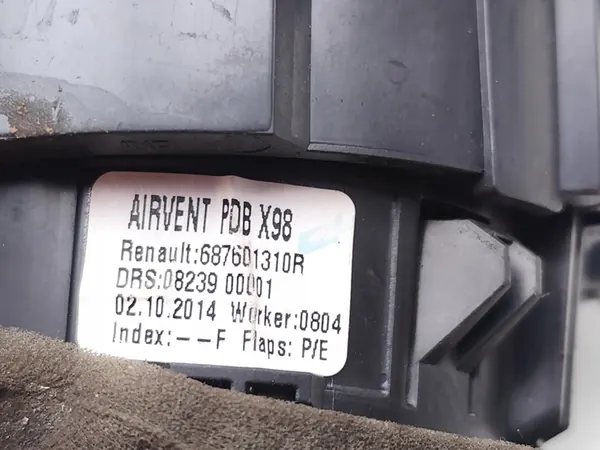 AIRVENT PDB X98
Renault:687601310R
DRS:08239 00001
02.10.2014 Worker:0804
Index:--F Flaps: P/E